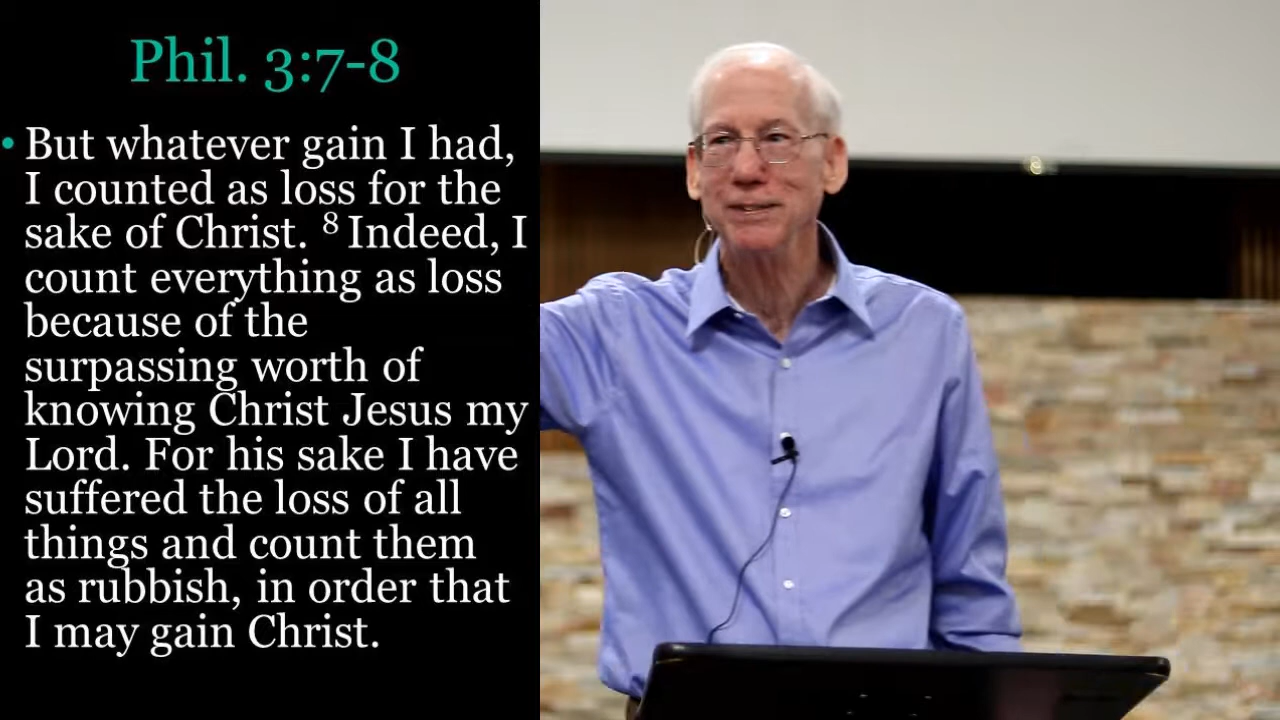 Phil. 3:7-8
• But whatever gain I had,
I counted as loss for the
sake of Christ. ⁸ Indeed, I
count everything as loss
because of the
surpassing worth of
knowing Christ Jesus my
Lord. For his sake I have
suffered the loss of all
things and count them
as rubbish, in order that
I may gain Christ.